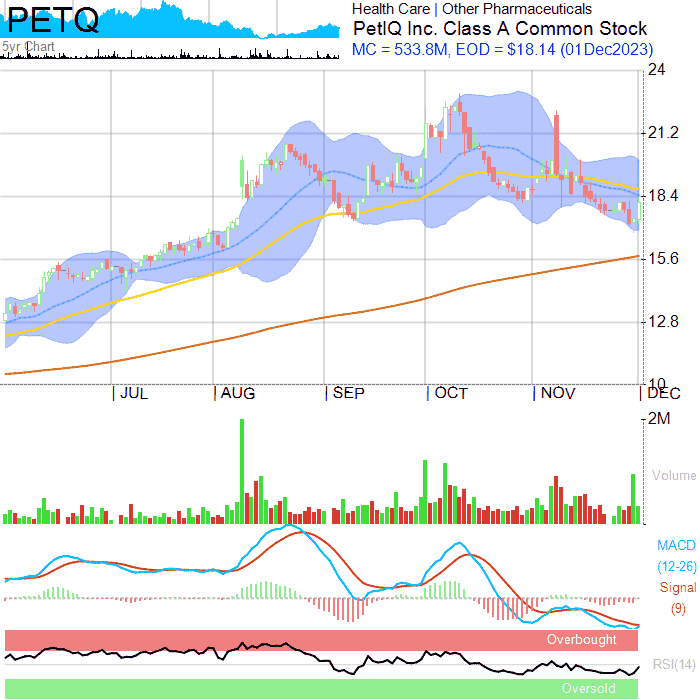 PETQ
5yr Chart
Health Care | Other Pharmaceuticals
PetIQ Inc. Class A Common Stock
MC = 533.8M, EOD = $18.14 (01Dec2023)
24
21.2
18.4
15.6
12.8
10
JUL AUG SEP OCT NOV DEC
2M
Volume
MACD
(12-26)
Signal
(9)
Overbought
RSI(14)
Oversold